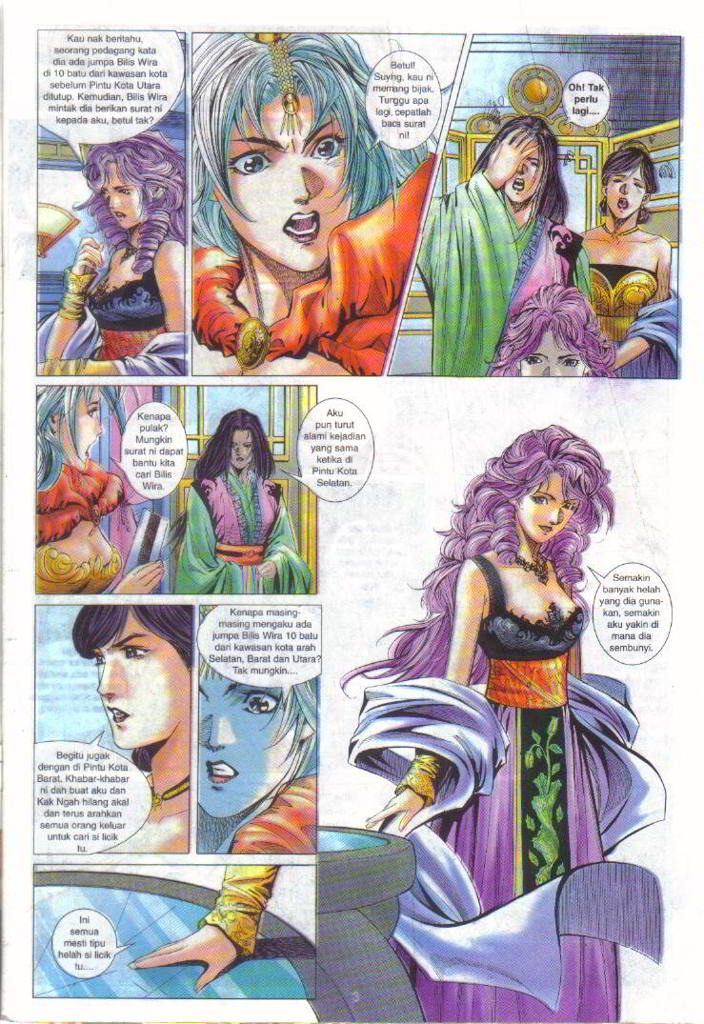 Kau nak beritahu,
seorang pedagang kata
dia ada jumpa Bilis Wira
di 10 batu dari kawasan kota
sebelum Pintu Kota Utara
ditutup. Kemudian, Bilis Wira
mintak dia berikan surat ni
kepada aku, betul tak?
Betul!
Suying, kau ni
memang bijak.
Tunggu apa
lagi, cepatlah
baca surat
ni!
Oh! Tak
perlu
lagi....
Kenapa
pulak?
Mungkin
surat ni dapat
bantu kita
cari Bilis
Wira.
Aku
pun turut
alami kejadian
yang sama
ketika di
Pintu Kota
Selatan.
Semakin
banyak helah
yang dia guna-
kan, semakin
aku yakin di
mana dia
sembunyi.
Begitu jugak
dengan di Pintu Kota
Barat. Khabar-khabar
ni dah buat aku dan
Kak Ngah hilang akal
dan terus arahkan
semua orang keluar
untuk cari si licik
tu.
Kenapa masing-
masing mengaku ada
jumpa Bilis Wira 10 batu
dari kawasan kota
Selatan, Barat dan Utara?
Tak mungkin....
Ini
semua
mesti tipu
helah si licik
tu....
3